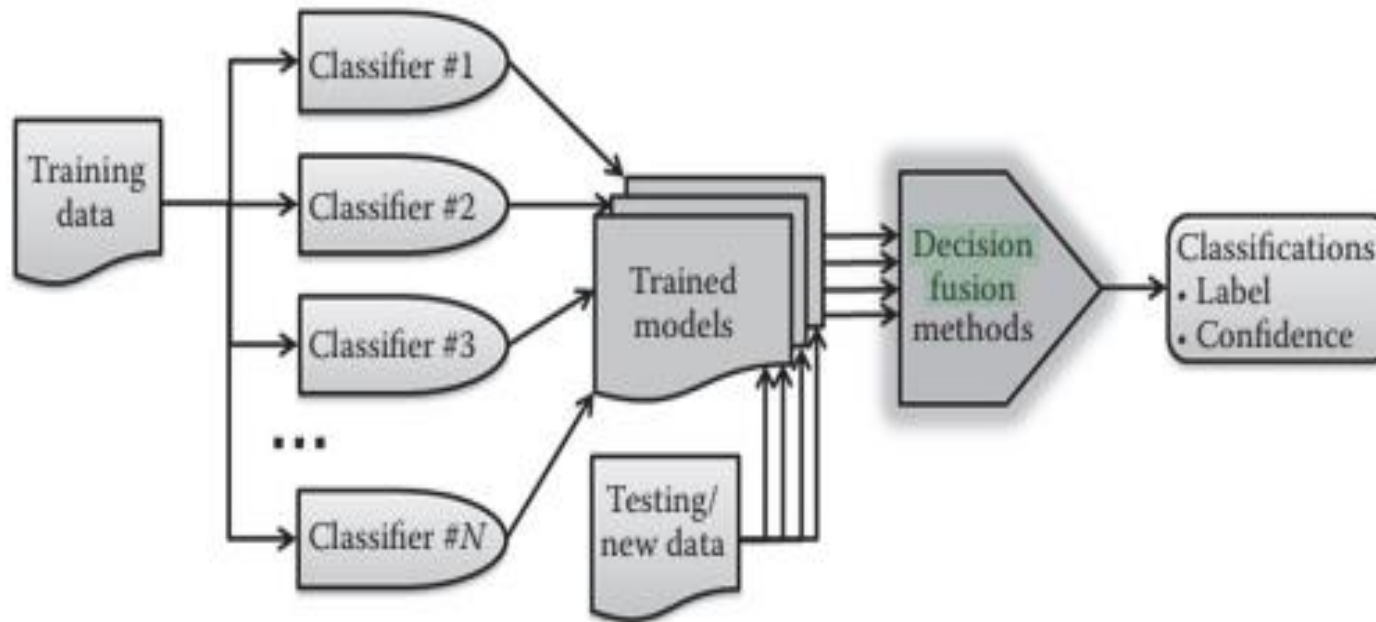 Training
data
Classifier #1
Classifier #2
Classifier #3
...
Classifier #N
Trained
models
Testing/
new data
Decision
fusion
methods
Classifications
• Label
• Confidence